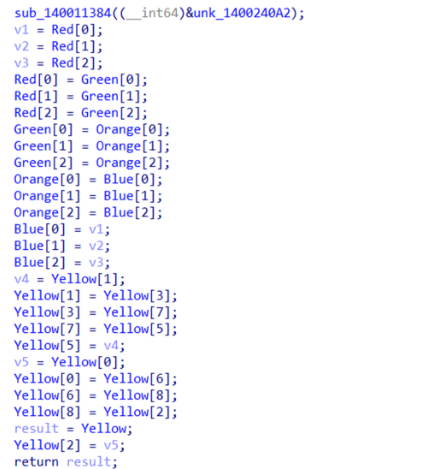 sub_140011384((__int64)&unk_1400240A2);
v1 = Red[0];
v2 = Red[1];
v3 = Red[2];
Red[0] = Green[0];
Red[1] = Green[1];
Red[2] = Green[2];
Green[0] = Orange[0];
Green[1] = Orange[1];
Green[2] = Orange[2];
Orange[0] = Blue[0];
Orange[1] = Blue[1];
Orange[2] = Blue[2];
Blue[0] = v1;
Blue[1] = v2;
Blue[2] = v3;
v4 = Yellow[1];
Yellow[1] = Yellow[3];
Yellow[3] = Yellow[7];
Yellow[7] = Yellow[5];
Yellow[5] = v4;
v5 = Yellow[0];
Yellow[0] = Yellow[6];
Yellow[6] = Yellow[8];
Yellow[8] = Yellow[2];
result = Yellow;
Yellow[2] = v5;
return result;